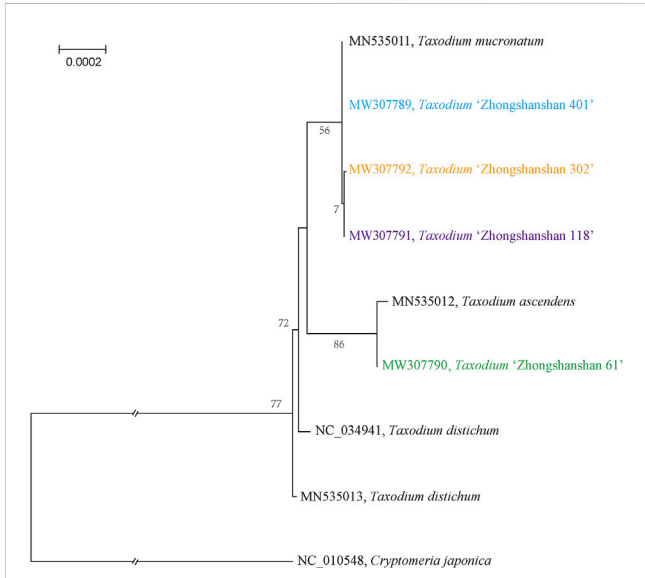 MN535011, Taxodium mucronatum
0.0002
MW307789, Taxodium ‘Zhongshanshan 401’
56
MW307792, Taxodium ‘Zhongshanshan 302’
7
MW307791, Taxodium ‘Zhongshanshan 118’
MN535012, Taxodium ascendens
72
86
MW307790, Taxodium ‘Zhongshanshan 61’
77
NC_034941, Taxodium distichum
MN535013, Taxodium distichum
NC_010548, Cryptomeria japonica